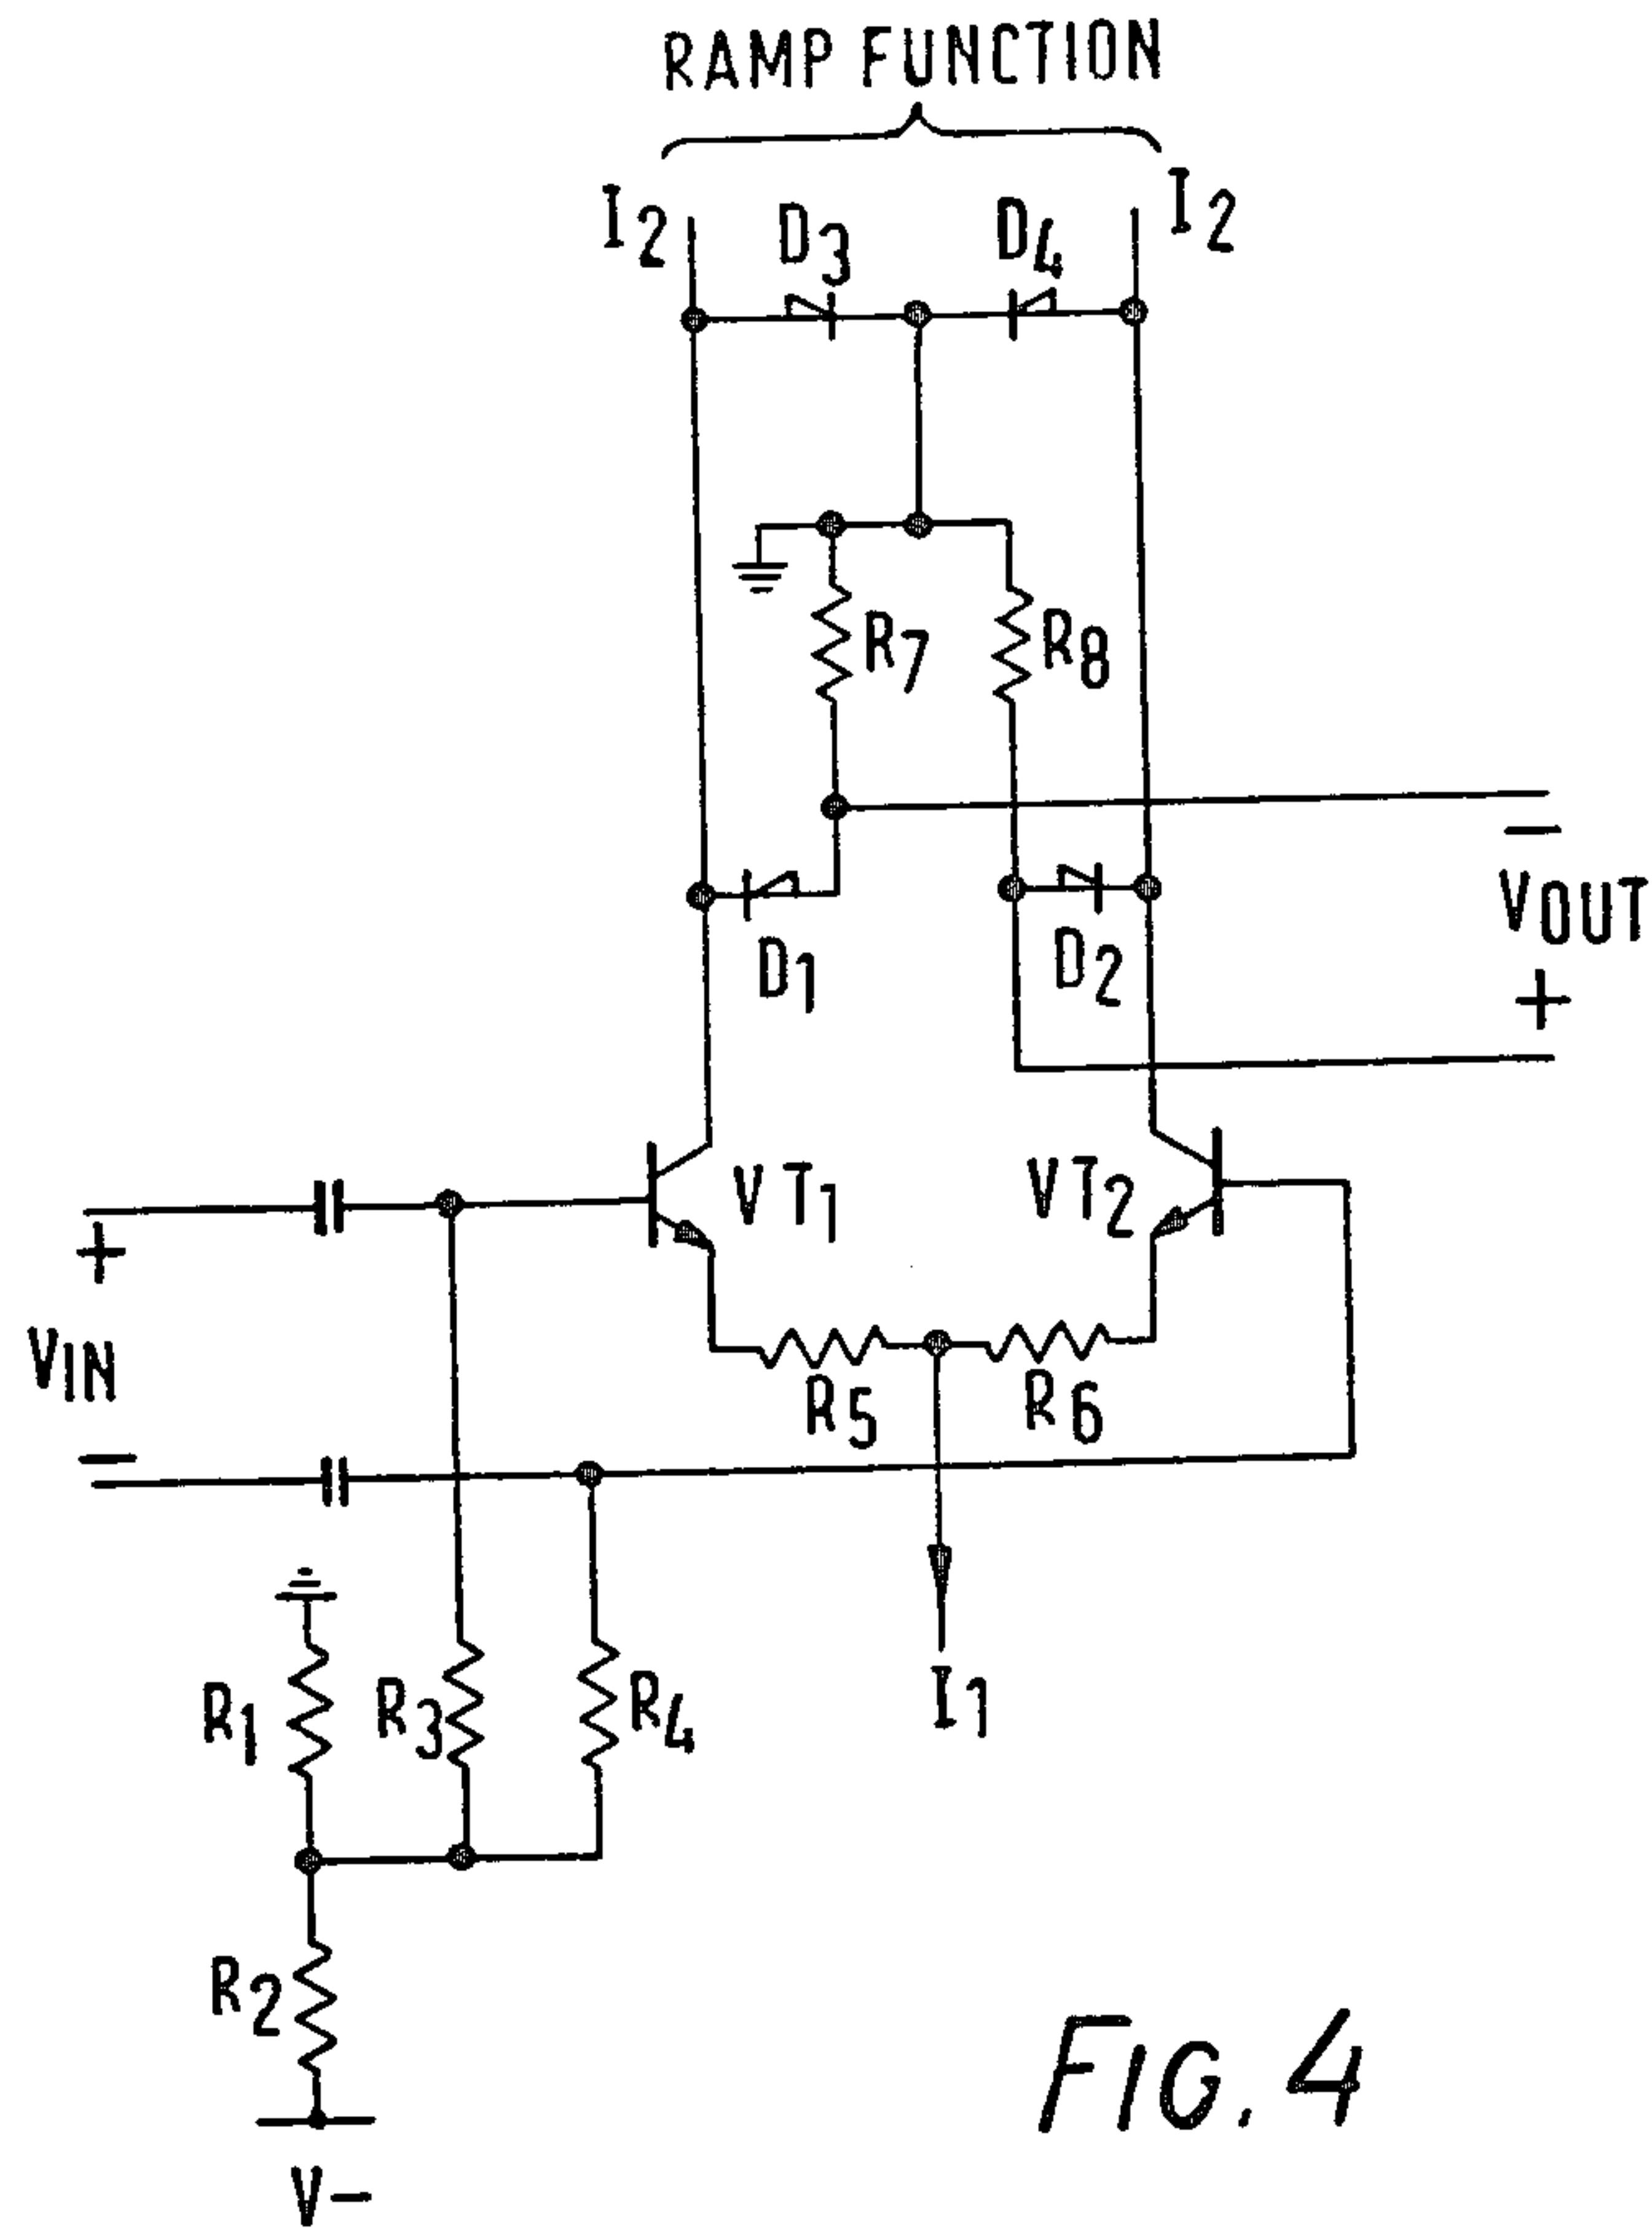 RAMP FUNCTION
I2 D3 D4 I2
R7 R8
- VOUT +
D1 D2
VT1 VT2
+ VIN -
R5 R6
I1
R1 R3 R4
R2
V-
FIG. 4